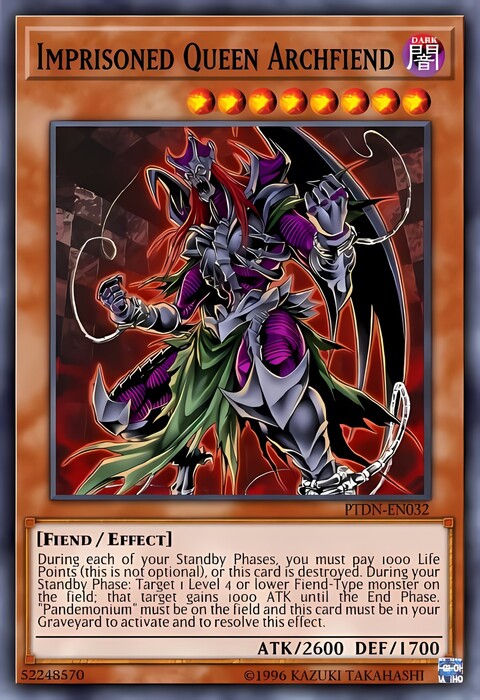 IMPRISONED QUEEN ARCHFIEND
DARK
闇
PTDN-EN032
[FIEND / EFFECT]
During each of your Standby Phases, you must pay 1000 Life
Points (this is not optional), or this card is destroyed. During your
Standby Phase: Target 1 Level 4 or lower Fiend-Type monster on
the field; that target gains 1000 ATK until the End Phase.
"Pandemonium" must be on the field and this card must be in your
Graveyard to activate and to resolve this effect.
ATK/2600 DEF/1700
52248570
©1996 KAZUKI TAKAHASHI